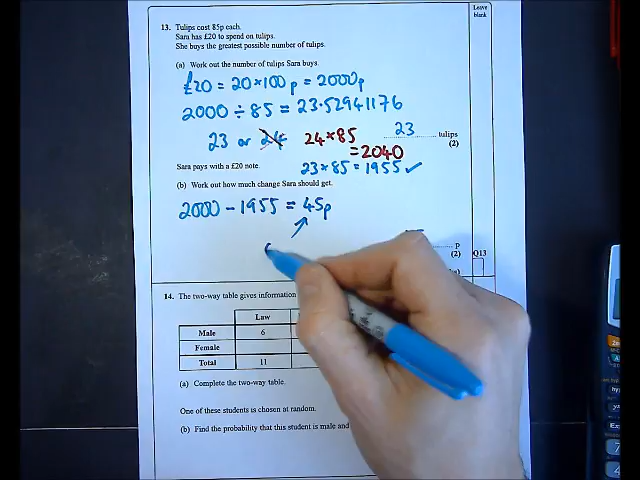 Leave
blank
13. Tulips cost 85p each.
Sara has £20 to spend on tulips.
She buys the greatest possible number of tulips.
(a) Work out the number of tulips Sara buys.
£20 = 20×100p = 2000p
2000 ÷ 85 = 23.52941176
23 or 24 24×85 23 tulips
= 2040 (2)
Sara pays with a £20 note. 23×85 = 1955 ✓
(b) Work out how much change Sara should get.
2000 - 1955 = 45p
p
(2) Q13
14. The two-way table gives information
Law
Male 6
Female
Total 11
(a) Complete the two-way table.
One of these students is chosen at random.
(b) Find the probability that this student is male and